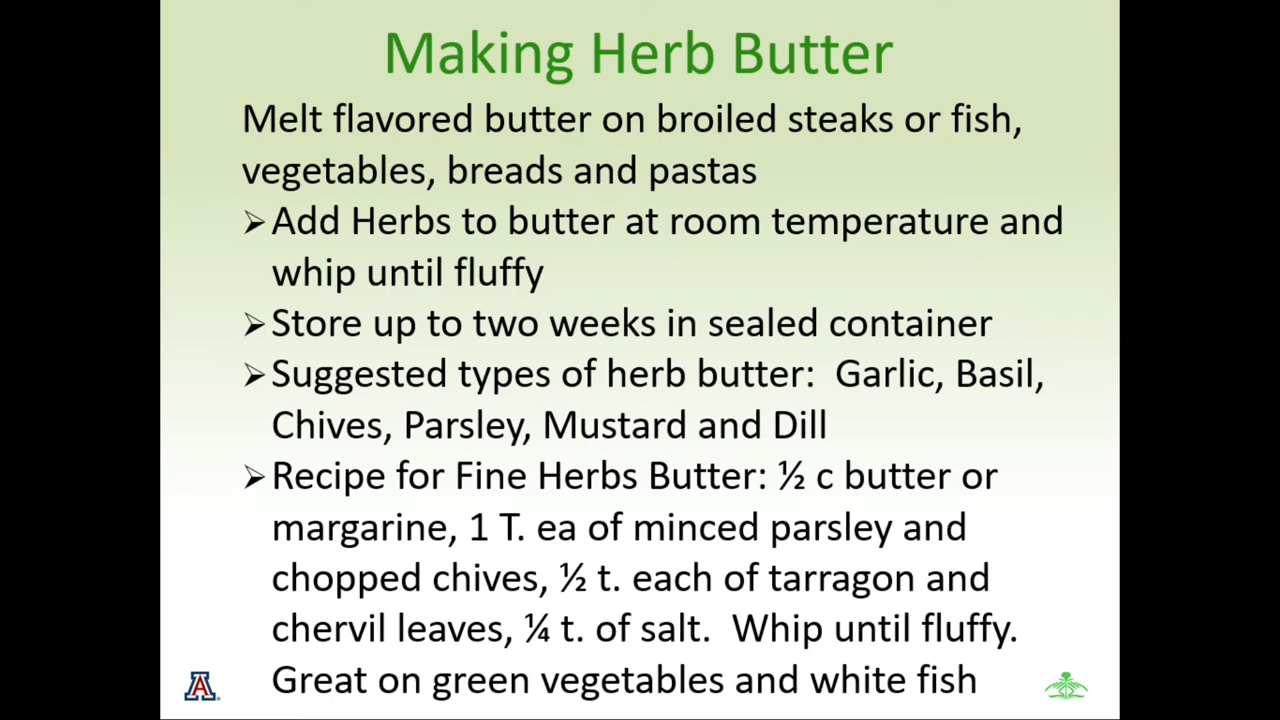 Making Herb Butter
Melt flavored butter on broiled steaks or fish,
vegetables, breads and pastas
➢Add Herbs to butter at room temperature and
whip until fluffy
➢Store up to two weeks in sealed container
➢Suggested types of herb butter:  Garlic, Basil,
Chives, Parsley, Mustard and Dill
➢Recipe for Fine Herbs Butter: ½ c butter or
margarine, 1 T. ea of minced parsley and
chopped chives, ½ t. each of tarragon and
chervil leaves, ¼ t. of salt.  Whip until fluffy.
Great on green vegetables and white fish
A